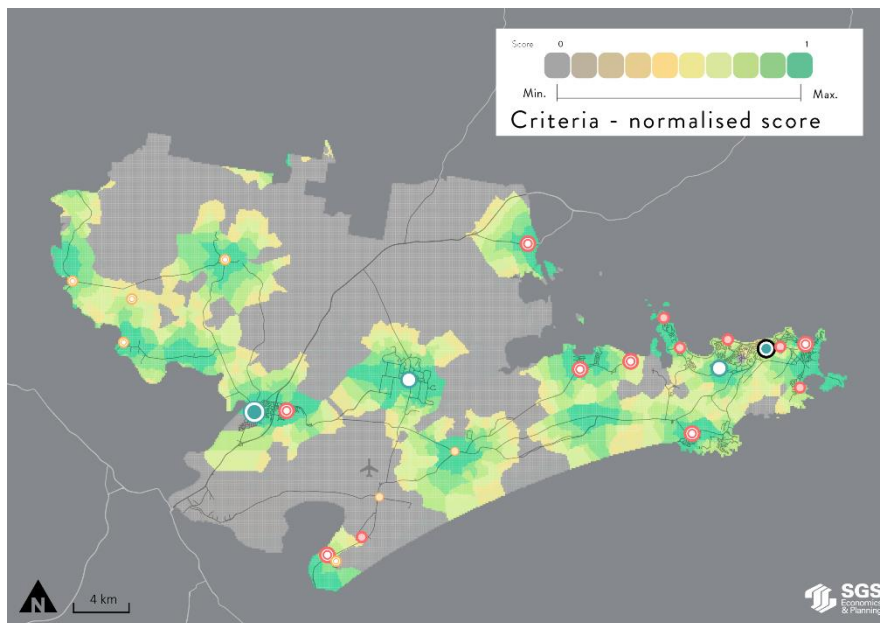 Score 0 1
Min. Max.
Criteria - normalised score
N 4 km
SGS
Economics
& Planning